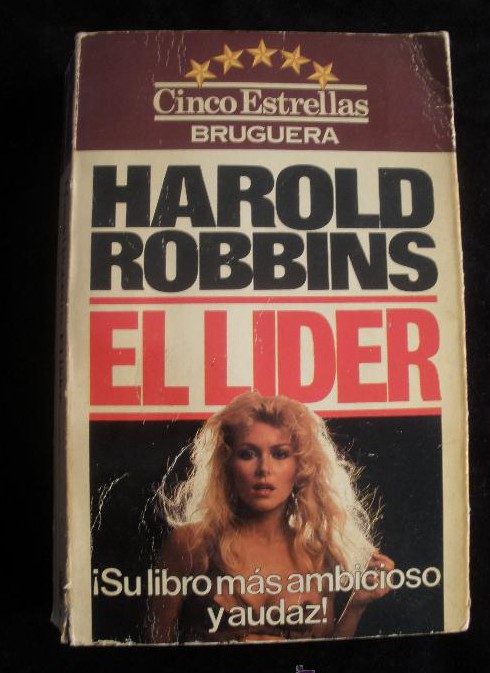 Cinco Estrellas
BRUGUERA
HAROLD
ROBBINS
EL LIDER
¡Su libro más ambicioso
y audaz!